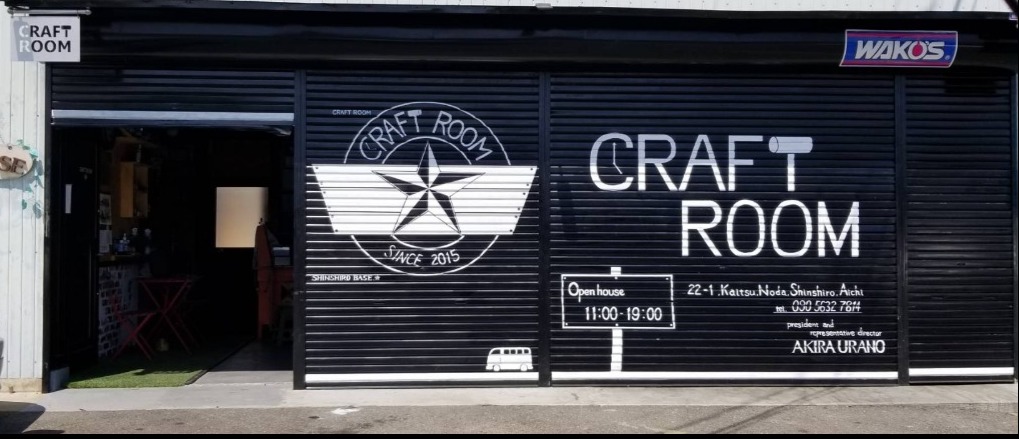 CRAFT
ROOM
WAKO'S
SE
CRAFT ROOM
CRAFT ROOM
SINCE 2015
SHINSHIRO BASE ★
CRAFT
ROOM
Open house
11:00-19:00
22-1.Kaitsu.Noda.Shinshiro.Aichi
tel. 090 5632 7814
president and
representative director
AKIRA URANO